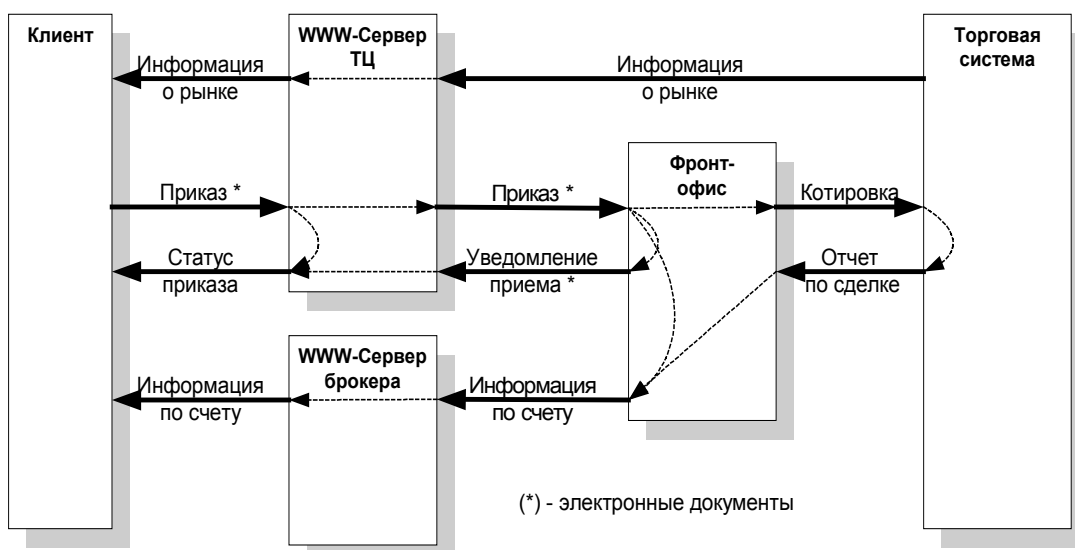 Клиент
WWW-Сервер
ТЦ
Торговая
система
Информация
о рынке
Информация
о рынке
Фронт-
офис
Приказ *
Приказ *
Котировка
Статус
приказа
Уведомление
приема *
Отчет
по сделке
WWW-Сервер
брокера
Информация
по счету
Информация
по счету
(*) - электронные документы